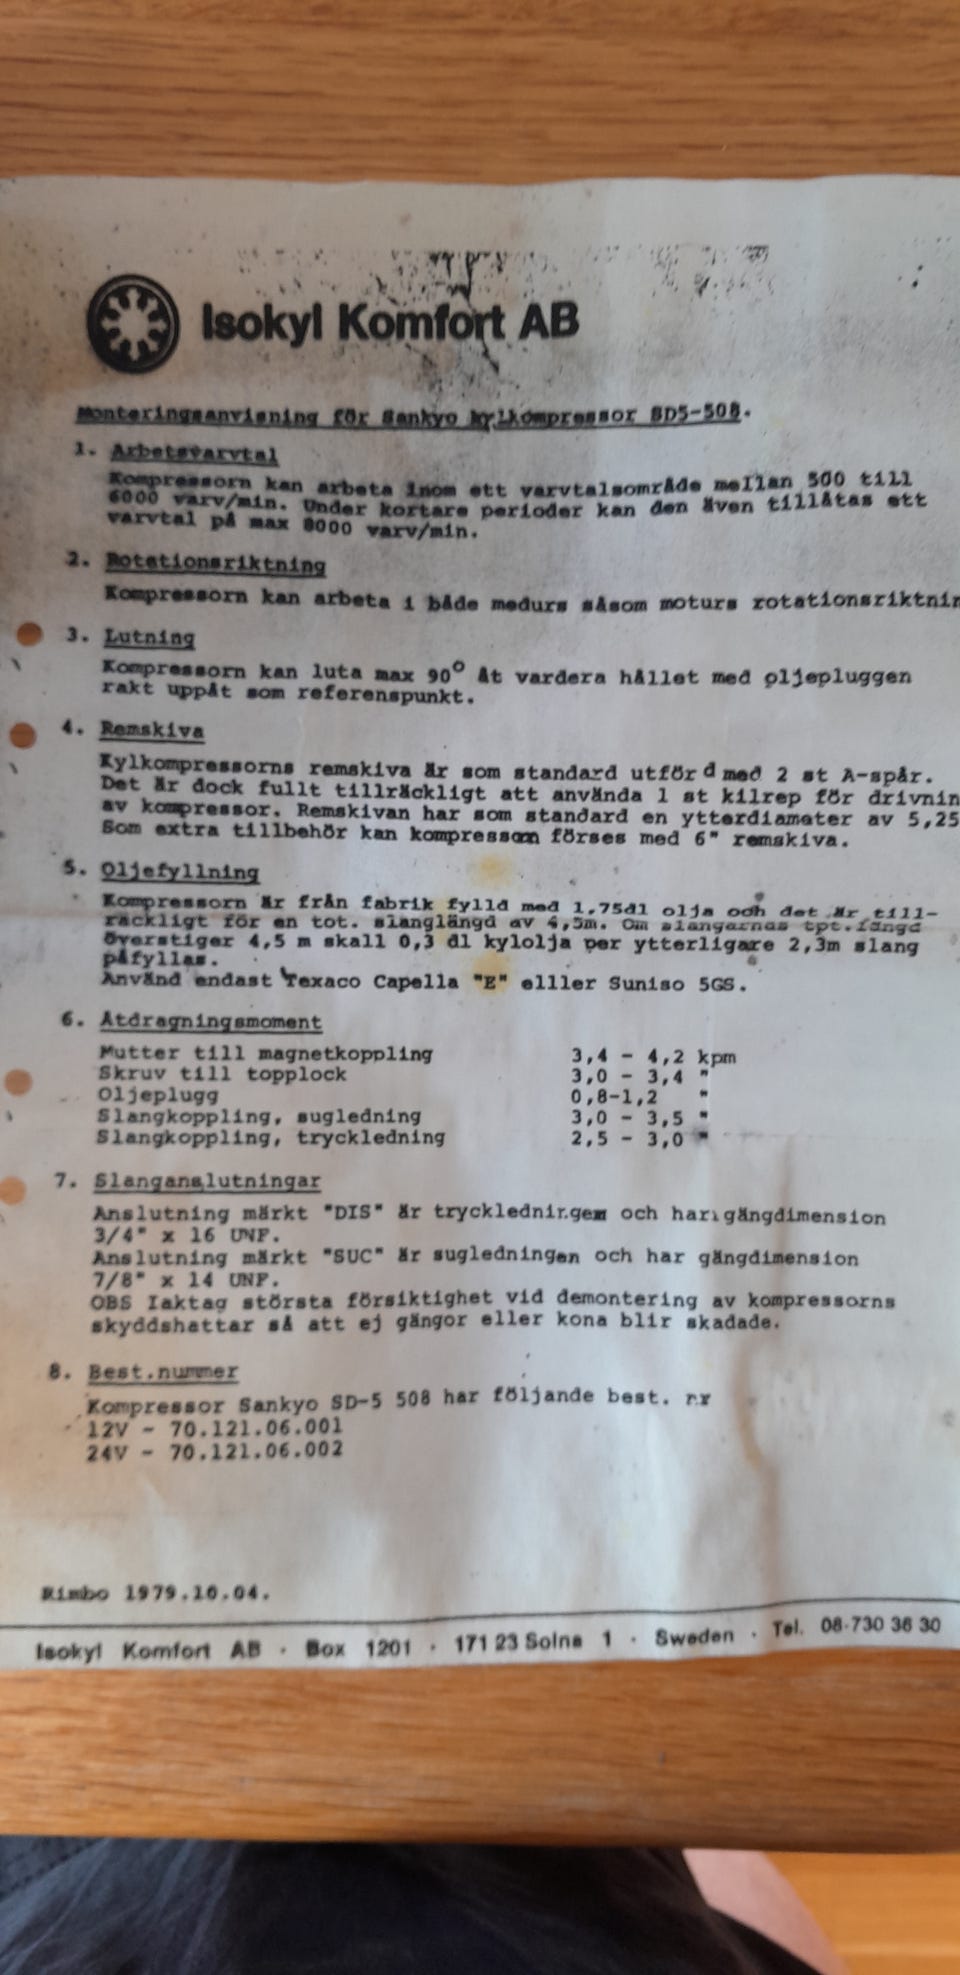 Isokyl Komfort AB
Monteringsanvisning för Sankyo kylkompressor SD5-508.
1. Arbetsvarvtal
Kompressorn kan arbeta inom ett varvtalsområde mellan 500 till
6000 varv/min. Under kortare perioder kan den även tillåtas ett
varvtal på max 8000 varv/min.
2. Rotationsriktning
Kompressorn kan arbeta i både medurs såsom moturs rotationsriktnin
3. Lutning
Kompressorn kan luta max 90° åt vardera hållet med oljepluggen
rakt uppåt som referenspunkt.
4. Remskiva
Kylkompressorns remskiva är som standard utförd med 2 st A-spår.
Det är dock fullt tillräckligt att använda 1 st kilrep för drivnin
av kompressor. Remskivan har som standard en ytterdiameter av 5,25
Som extra tillbehör kan kompressorn förses med 6" remskiva.
5. Oljefyllning
Kompressorn är från fabrik fylld med 1.75dl olja och det är till-
räckligt för en tot. slanglängd av 4,5m. Om slangarnas tpt.längd
överstiger 4,5 m skall 0,3 dl kylolja per ytterligare 2,3m slang
påfyllas.
Använd endast Texaco Capella "E" elller Suniso 5GS.
6. Åtdragningsmoment
Mutter till magnetkoppling 3,4 - 4,2 kpm
Skruv till topplock 3,0 - 3,4 "
Oljeplugg 0,8-1,2 "
Slangkoppling, sugledning 3,0 - 3,5 "
Slangkoppling, tryckledning 2,5 - 3,0 "
7. Slanganslutningar
Anslutning märkt "DIS" är tryckledningen och har gängdimension
3/4" x 16 UNF.
Anslutning märkt "SUC" är sugledningen och har gängdimension
7/8" x 14 UNF.
OBS Iaktag största försiktighet vid demontering av kompressorns
skyddshattar så att ej gängor eller kona blir skadade.
8. Best.nummer
Kompressor Sankyo SD-5 508 har följande best. nr
12V - 70.121.06.001
24V - 70.121.06.002
Rimbo 1979.10.04.
Isokyl Komfort AB · Box 1201 · 171 23 Solna 1 · Sweden · Tel. 08-730 36 30